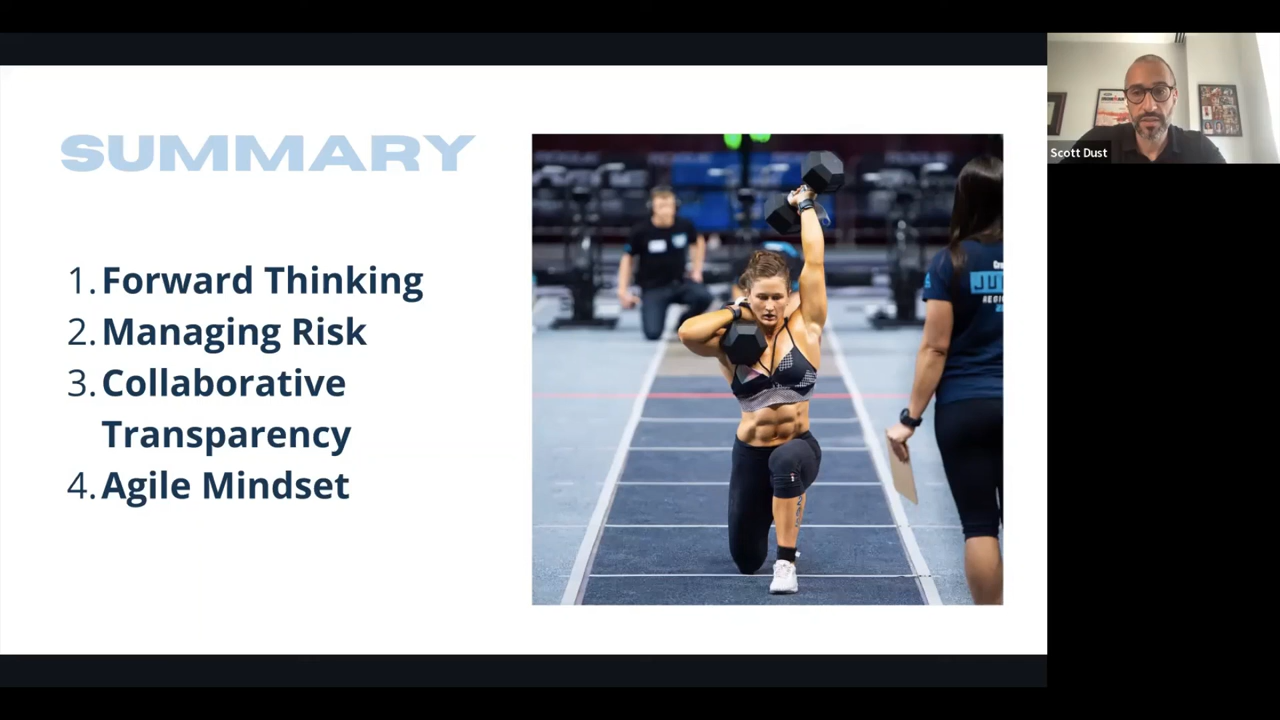 SUMMARY
1. Forward Thinking
2. Managing Risk
3. Collaborative
Transparency
4. Agile Mindset
Scott Dust